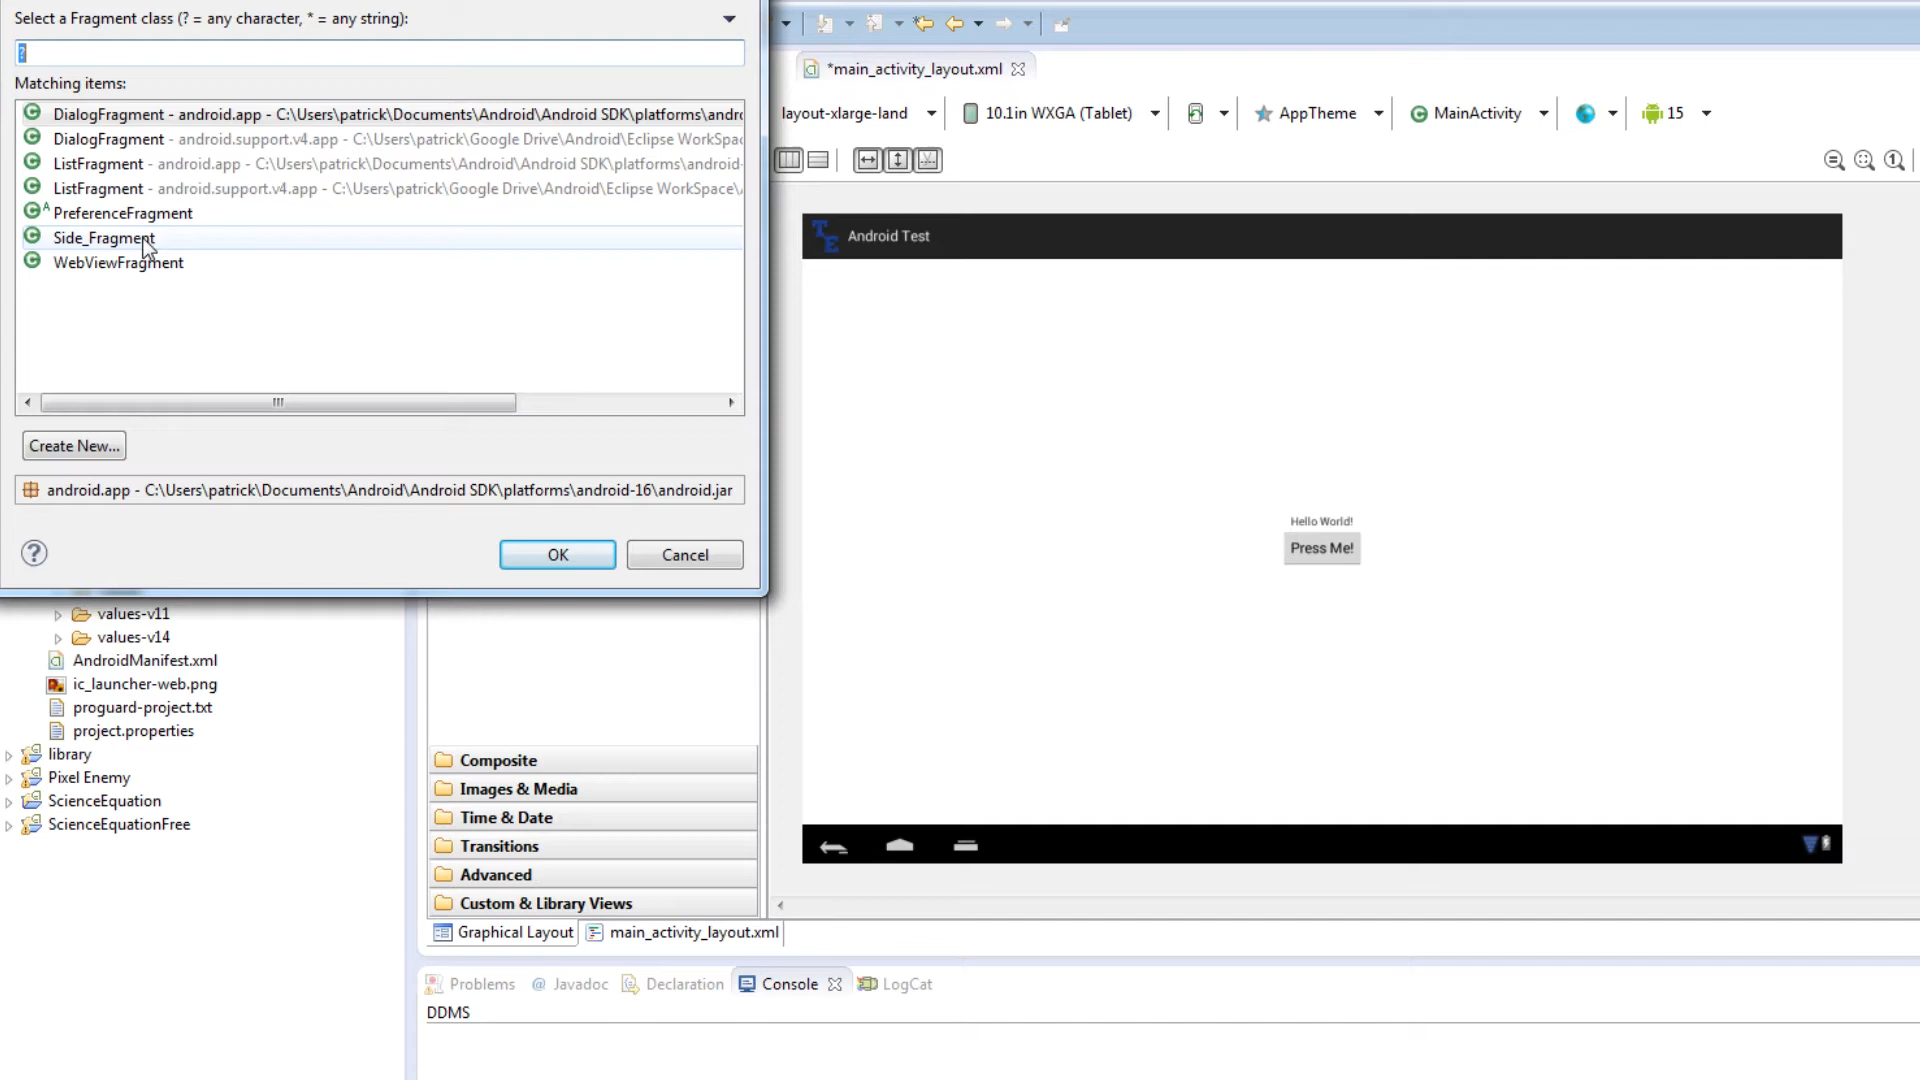 Select a Fragment class (? = any character, * = any string):
?
Matching items:
DialogFragment - android.app - C:\Users\patrick\Documents\Android\Android SDK\platforms\andro
DialogFragment - android.support.v4.app - C:\Users\patrick\Google Drive\Android\Eclipse WorkSpac
ListFragment - android.app - C:\Users\patrick\Documents\Android\Android SDK\platforms\android-
ListFragment - android.support.v4.app - C:\Users\patrick\Google Drive\Android\Eclipse WorkSpace\
A PreferenceFragment
Side_Fragment
WebViewFragment
Create New...
android.app - C:\Users\patrick\Documents\Android\Android SDK\platforms\android-16\android.jar
OK
Cancel
*main_activity_layout.xml
layout-xlarge-land
10.1in WXGA (Tablet)
AppTheme
MainActivity
15
TE
Android Test
Hello World!
Press Me!
values-v11
values-v14
AndroidManifest.xml
ic_launcher-web.png
proguard-project.txt
project.properties
library
Pixel Enemy
ScienceEquation
ScienceEquationFree
Composite
Images & Media
Time & Date
Transitions
Advanced
Custom & Library Views
Graphical Layout
main_activity_layout.xml
Problems
@ Javadoc
Declaration
Console
LogCat
DDMS